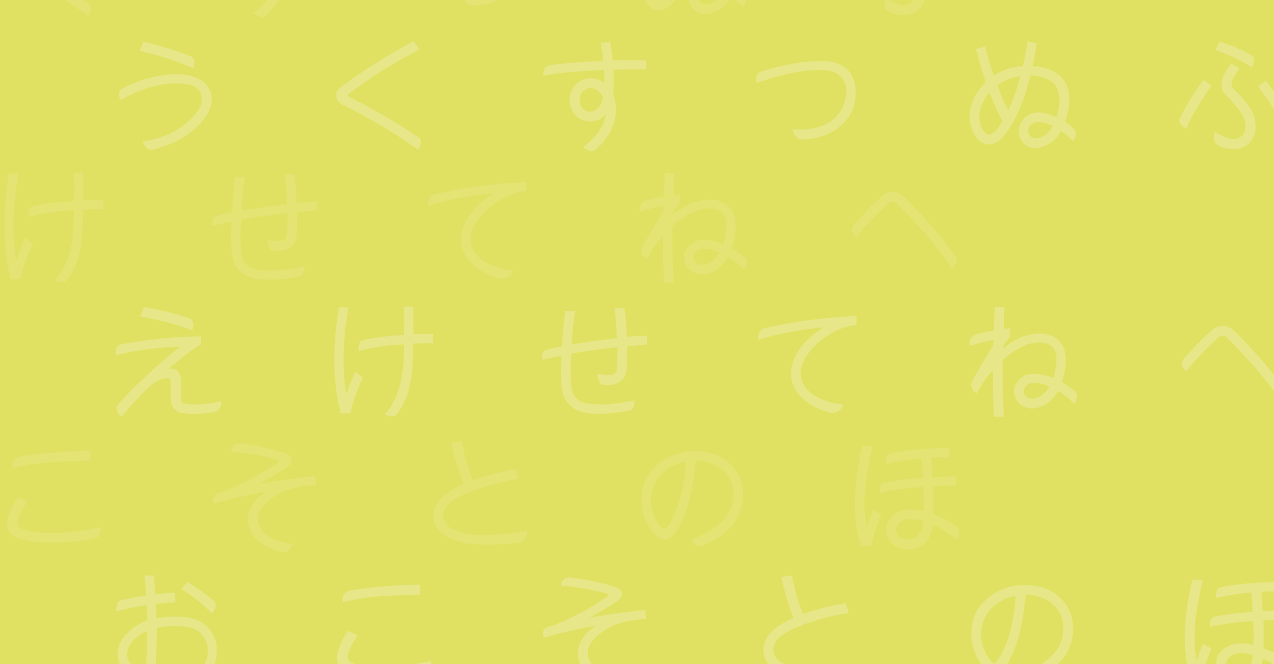 うくすつぬふ
けせてねへ
えけせてねへ
こそとのほ
おこそとのほ